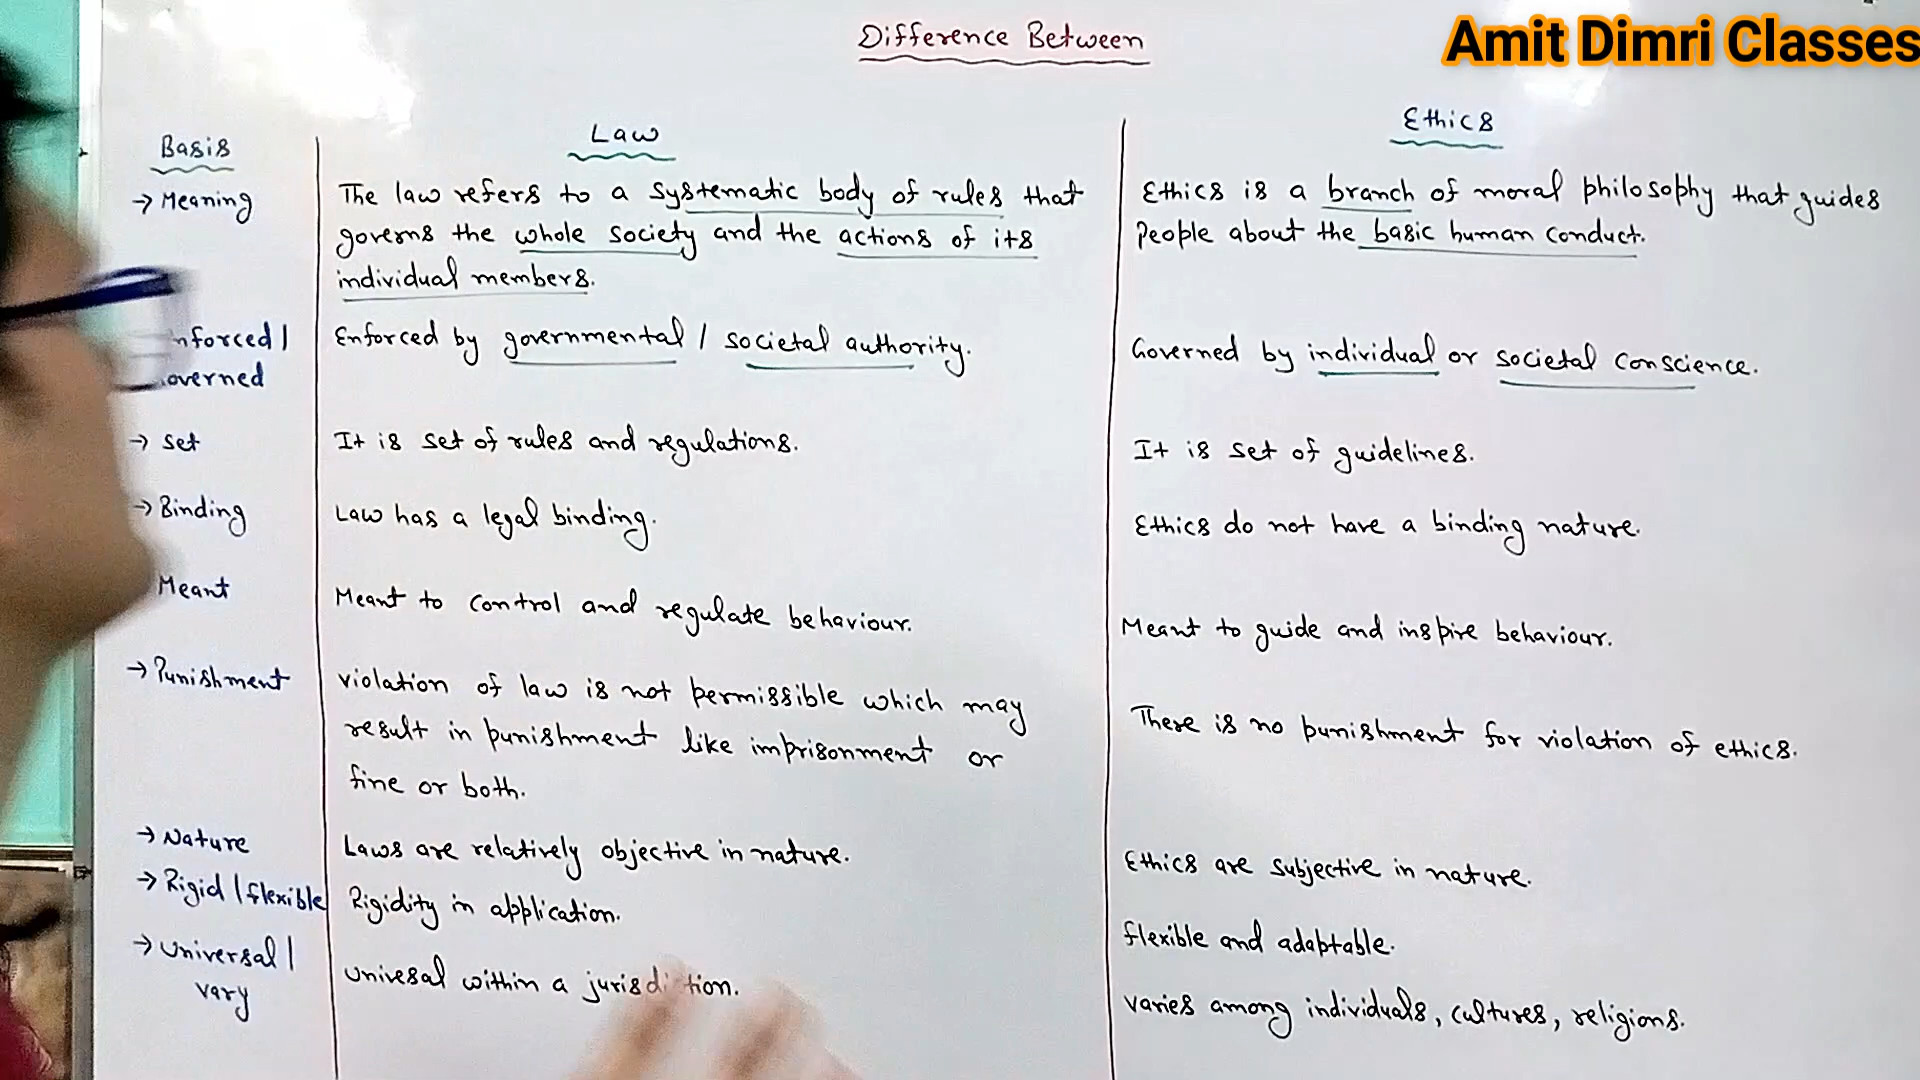 Difference Between
Amit Dimri Classes
Basis
Law
Ethics
→ Meaning
The law refers to a systematic body of rules that
governs the whole society and the actions of its
individual members.
Ethics is a branch of moral philosophy that guides
People about the basic human conduct.
Enforced by governmental / societal authority.
Governed by individual or societal conscience.
→ Set
It is set of rules and regulations.
It is set of guidelines.
→ Binding
Law has a legal binding.
Ethics do not have a binding nature.
Meant
Meant to control and regulate behaviour.
Meant to guide and inspire behaviour.
→ Punishment
violation of law is not permissible which may
result in punishment like imprisonment or
fine or both.
There is no punishment for violation of ethics.
→ Nature
Laws are relatively objective in nature.
Ethics are subjective in nature.
→ Rigid / flexible
Rigidity in application.
flexible and adaptable.
→ Universal /
vary
univesal within a
varies among individuals, cultures, religions.